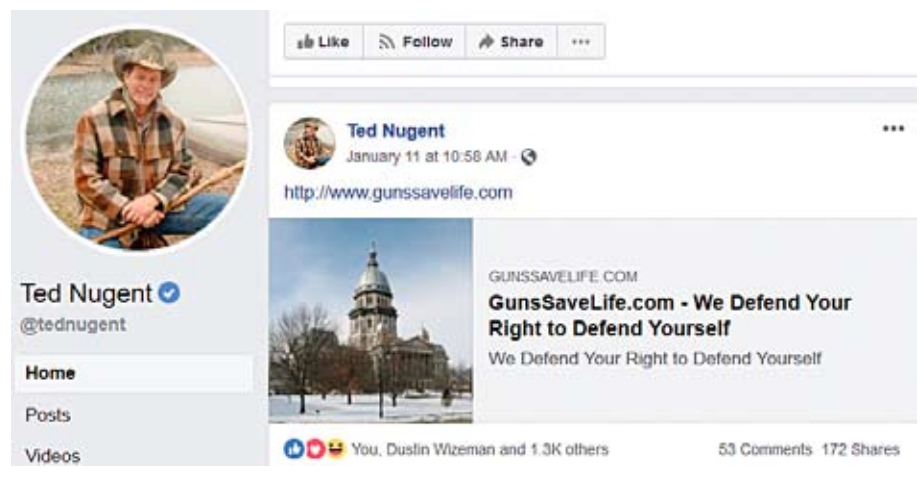 Like Follow Share
Ted Nugent
January 11 at 10:58 AM
http://www.gunssavelife.com
GUNSSAVELIFE.COM
GunsSaveLife.com - We Defend Your
Right to Defend Yourself
We Defend Your Right to Defend Yourself
You, Dustin Wizeman and 1.3K others
53 Comments 172 Shares
Ted Nugent
@tednugent
Home
Posts
Videos